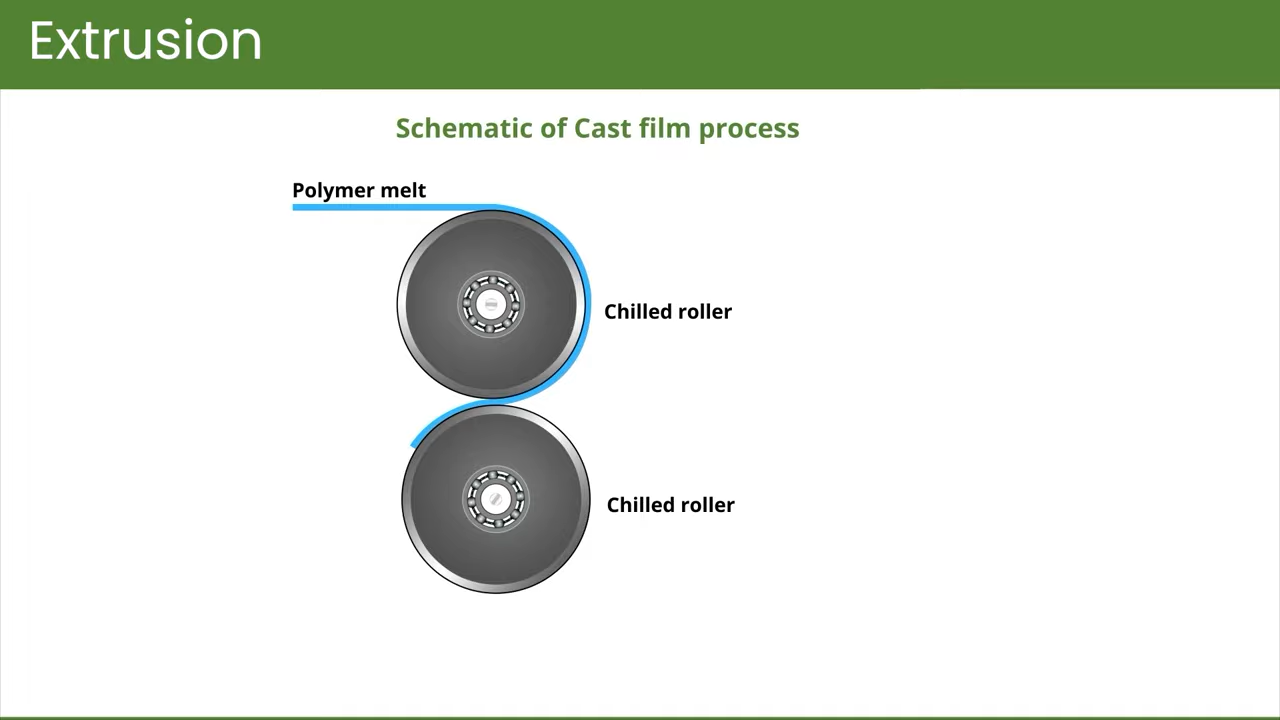 Extrusion
Schematic of Cast film process
Polymer melt
Chilled roller
Chilled roller